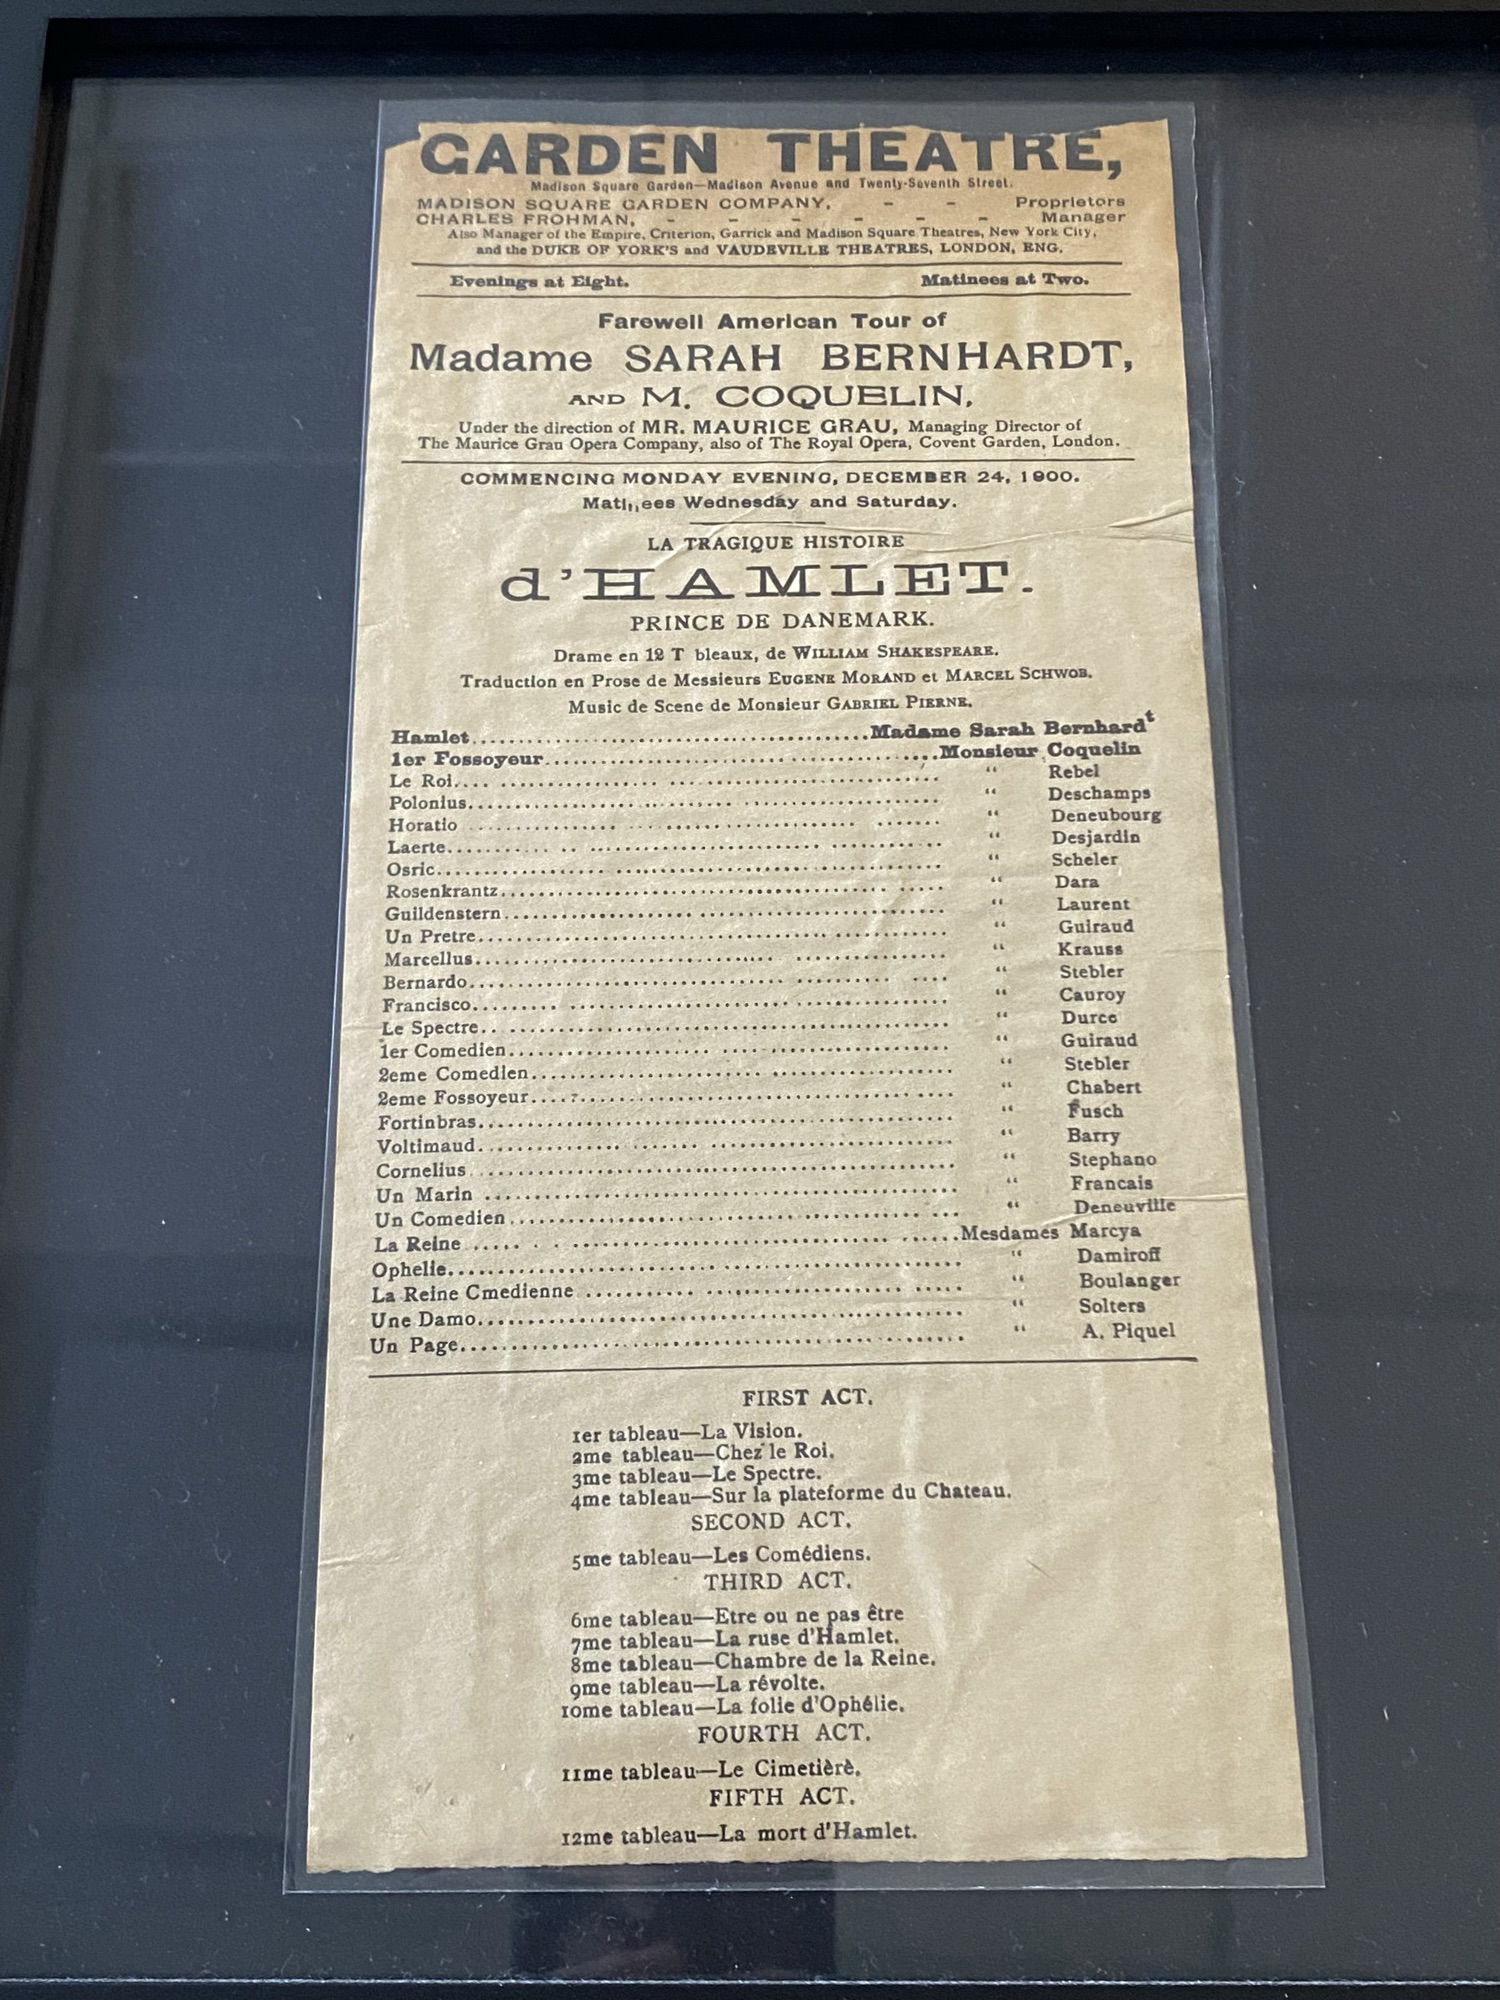 GARDEN THEATRE,
Madison Square Garden—Madison Avenue and Twenty-Seventh Street.
MADISON SQUARE GARDEN COMPANY, - - Proprietors
CHARLES FROHMAN, - - - - - - Manager
Also Manager of the Empire, Criterion, Garrick and Madison Square Theatres, New York City,
and the DUKE OF YORK'S and VAUDEVILLE THEATRES, LONDON, ENG.
Evenings at Eight. Matinees at Two.
Farewell American Tour of
Madame SARAH BERNHARDT,
AND M. COQUELIN,
Under the direction of MR. MAURICE GRAU, Managing Director of
The Maurice Grau Opera Company, also of The Royal Opera, Covent Garden, London.
COMMENCING MONDAY EVENING, DECEMBER 24, 1900.
Matinees Wednesday and Saturday.
LA TRAGIQUE HISTOIRE
d'HAMLET.
PRINCE DE DANEMARK.
Drame en 12 T bleaux, de WILLIAM SHAKESPEARE.
Traduction en Prose de Messieurs EUGENE MORAND et MARCEL SCHWOB.
Music de Scene de Monsieur GABRIEL PIERNE.
Hamlet........Madame Sarah Bernhardt
1er Fossoyeur........Monsieur Coquelin
Le Roi........ “ Rebel
Polonius........ “ Deschamps
Horatio ........ “ Deneubourg
Laerte........ “ Desjardin
Osric........ “ Scheler
Rosenkrantz........ “ Dara
Guildenstern........ “ Laurent
Un Pretre........ “ Guiraud
Marcellus........ “ Krauss
Bernardo........ “ Stebler
Francisco........ “ Cauroy
Le Spectre........ “ Durec
1er Comedien........ “ Guiraud
2eme Comedien........ “ Stebler
2eme Fossoyeur........ “ Chabert
Fortinbras........ “ Fusch
Voltimaud........ “ Barry
Cornelius........ “ Stephano
Un Marin ........ “ Francais
Un Comedien........ “ Deneuville
La Reine ........Mesdames Marcya
Ophelie........ “ Damiroff
La Reine Cmedienne ........ “ Boulanger
Une Damo........ “ Solters
Un Page........ “ A. Piquel
FIRST ACT.
1er tableau—La Vision.
2me tableau—Chez le Roi.
3me tableau—Le Spectre.
4me tableau—Sur la plateforme du Chateau.
SECOND ACT.
5me tableau—Les Comédiens.
THIRD ACT.
6me tableau—Etre ou ne pas être
7me tableau—La ruse d'Hamlet.
8me tableau—Chambre de la Reine.
9me tableau—La révolte.
10me tableau—La folie d'Ophélie.
FOURTH ACT.
11me tableau—Le Cimetièrè.
FIFTH ACT.
12me tableau—La mort d'Hamlet.